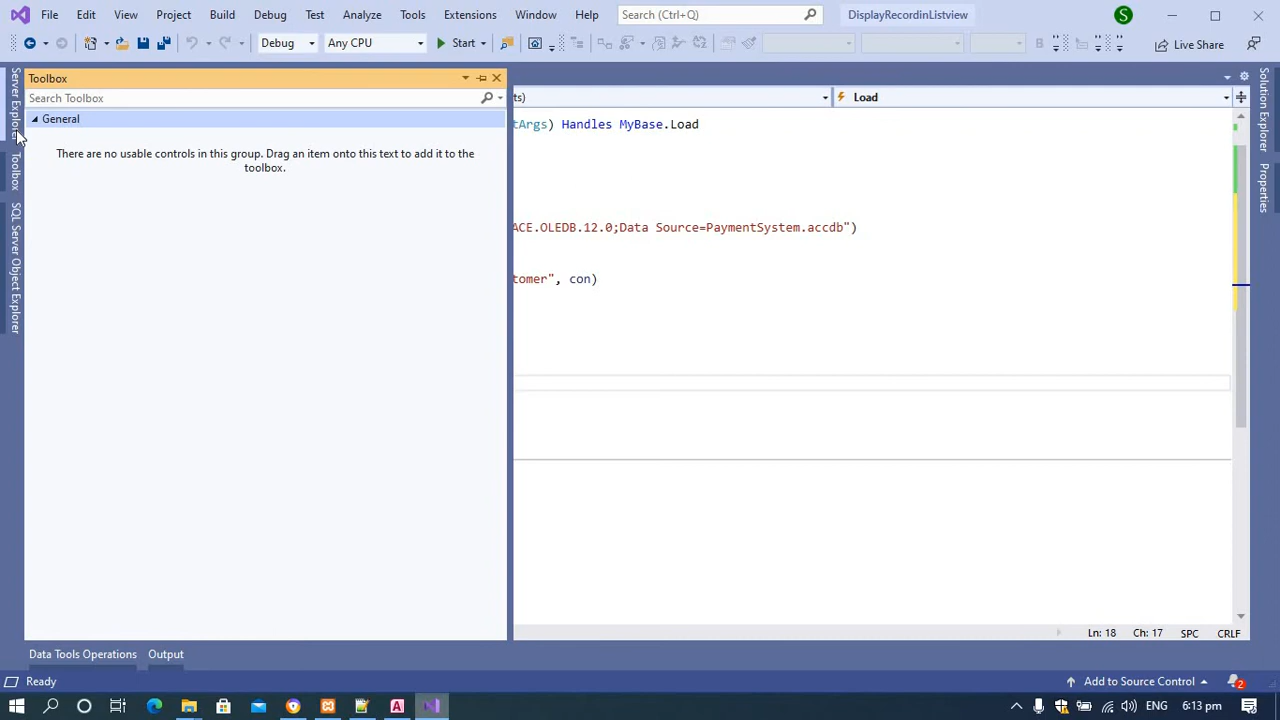 File Edit View Project Build Debug Test Analyze Tools Extensions Window Help Search (Ctrl+Q) DisplayRecordinListview S
Debug Any CPU Start Live Share
Server Explorer
Toolbox
SQL Server Object Explorer
Toolbox
Search Toolbox
General
There are no usable controls in this group. Drag an item onto this text to add it to the
toolbox.
ts) Load
tArgs) Handles MyBase.Load
ACE.OLEDB.12.0;Data Source=PaymentSystem.accdb")
tomer", con)
Solution Explorer
Properties
Ln: 18 Ch: 17 SPC CRLF
Data Tools Operations Output
Ready Add to Source Control 2
ENG 6:13 pm